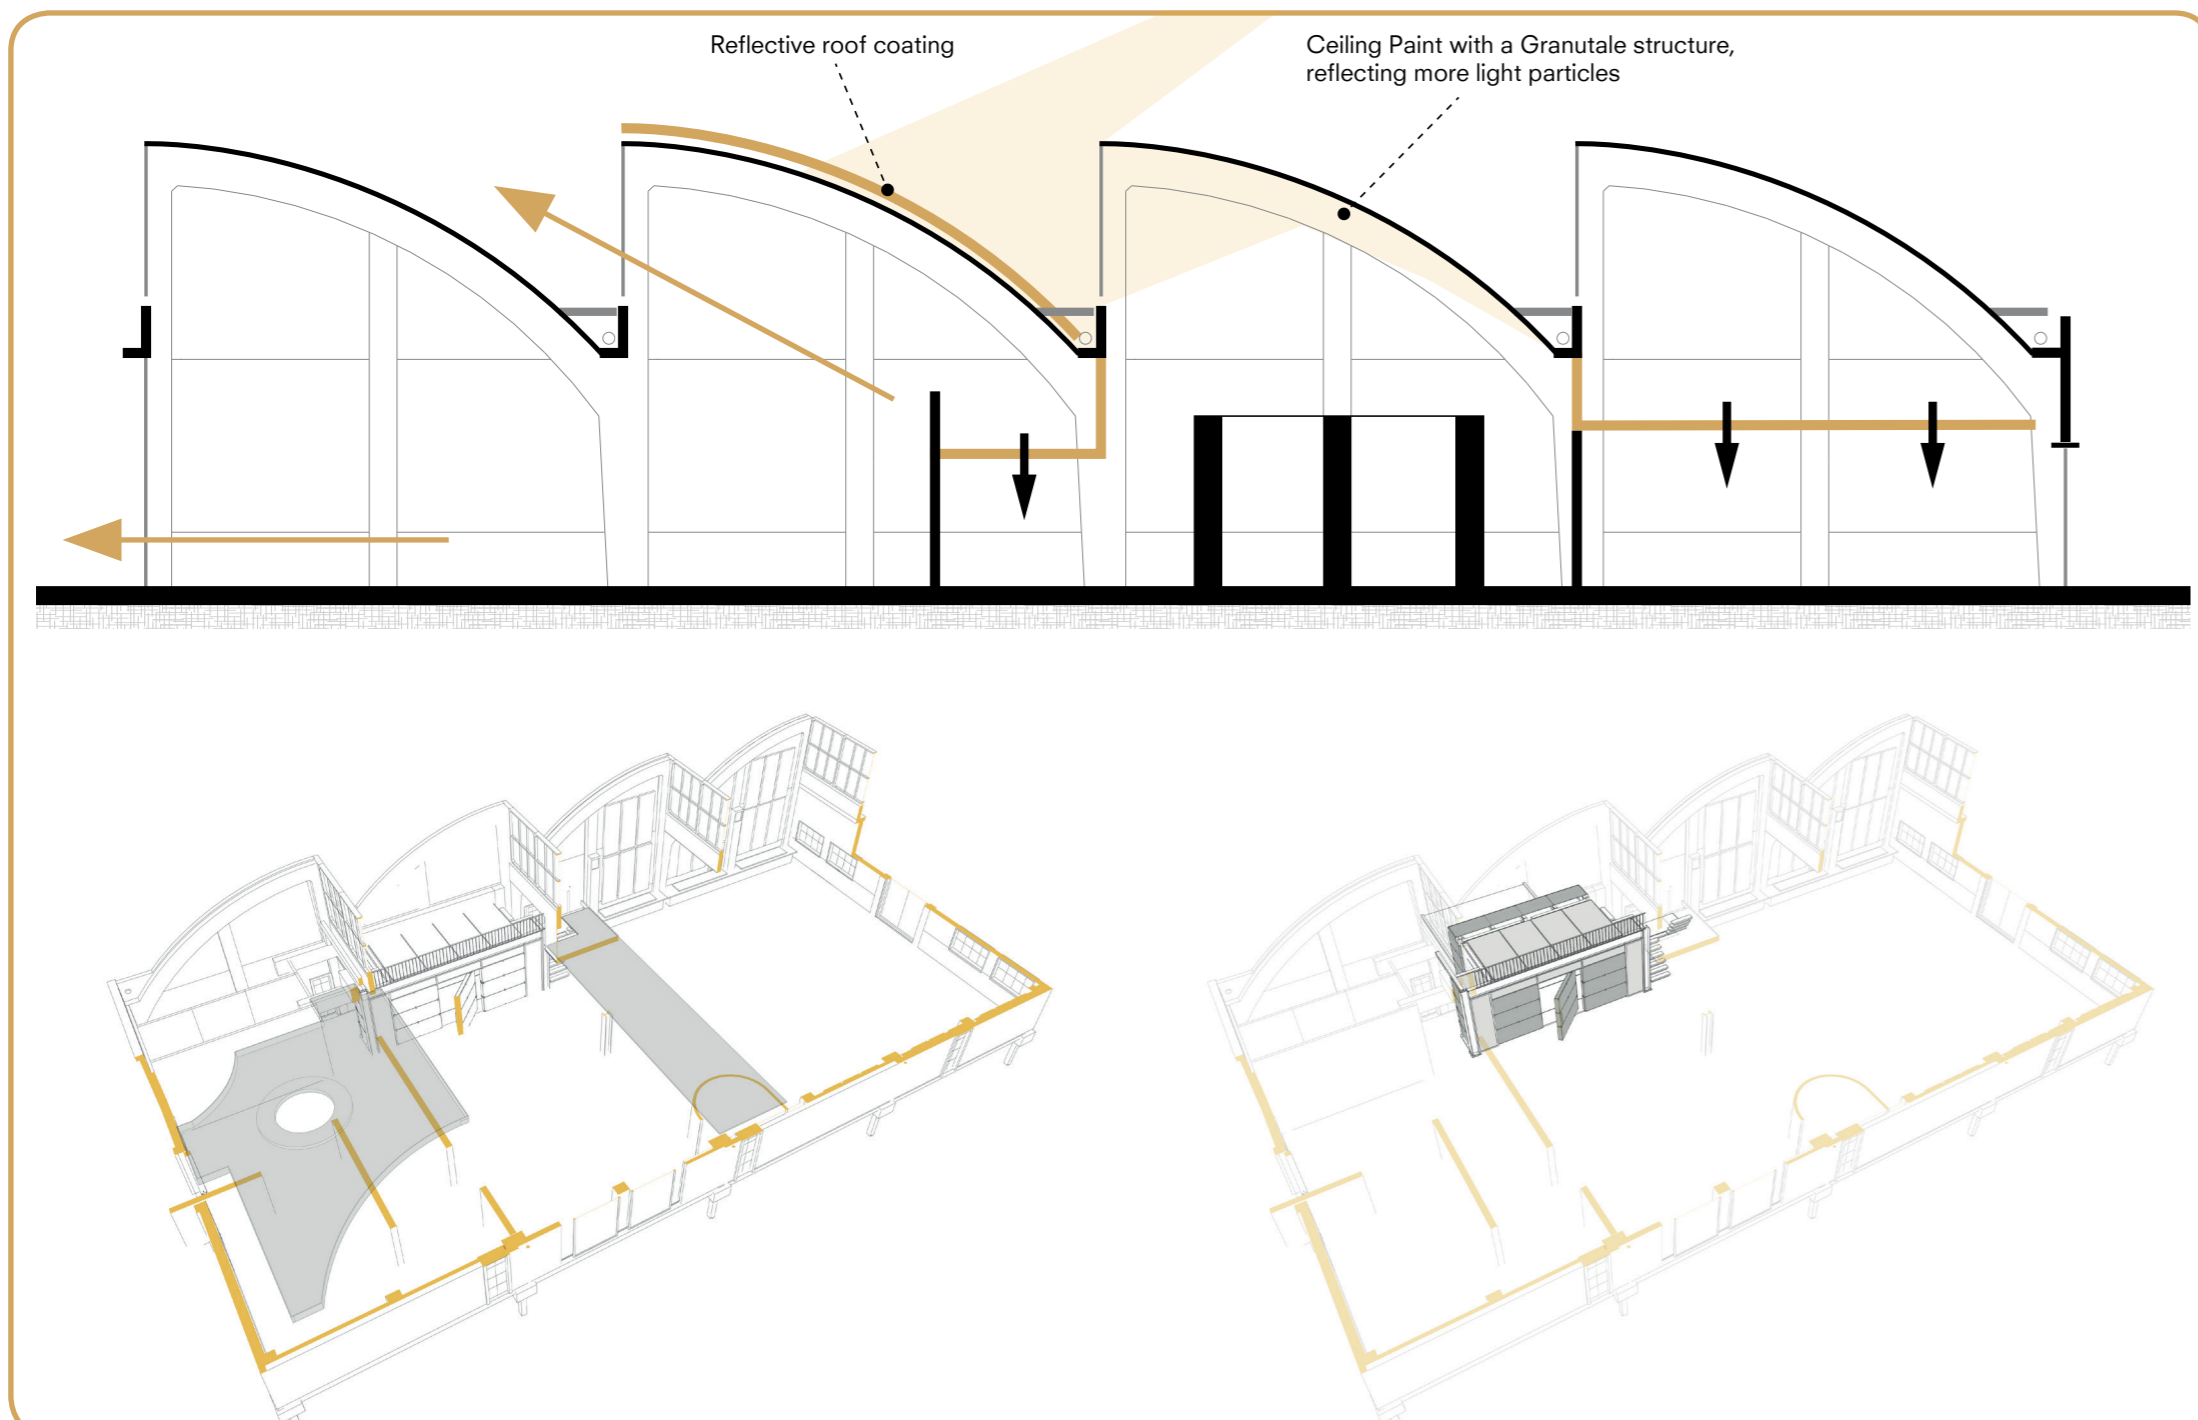 Reflective roof coating
Ceiling Paint with a Granutale structure,
reflecting more light particles